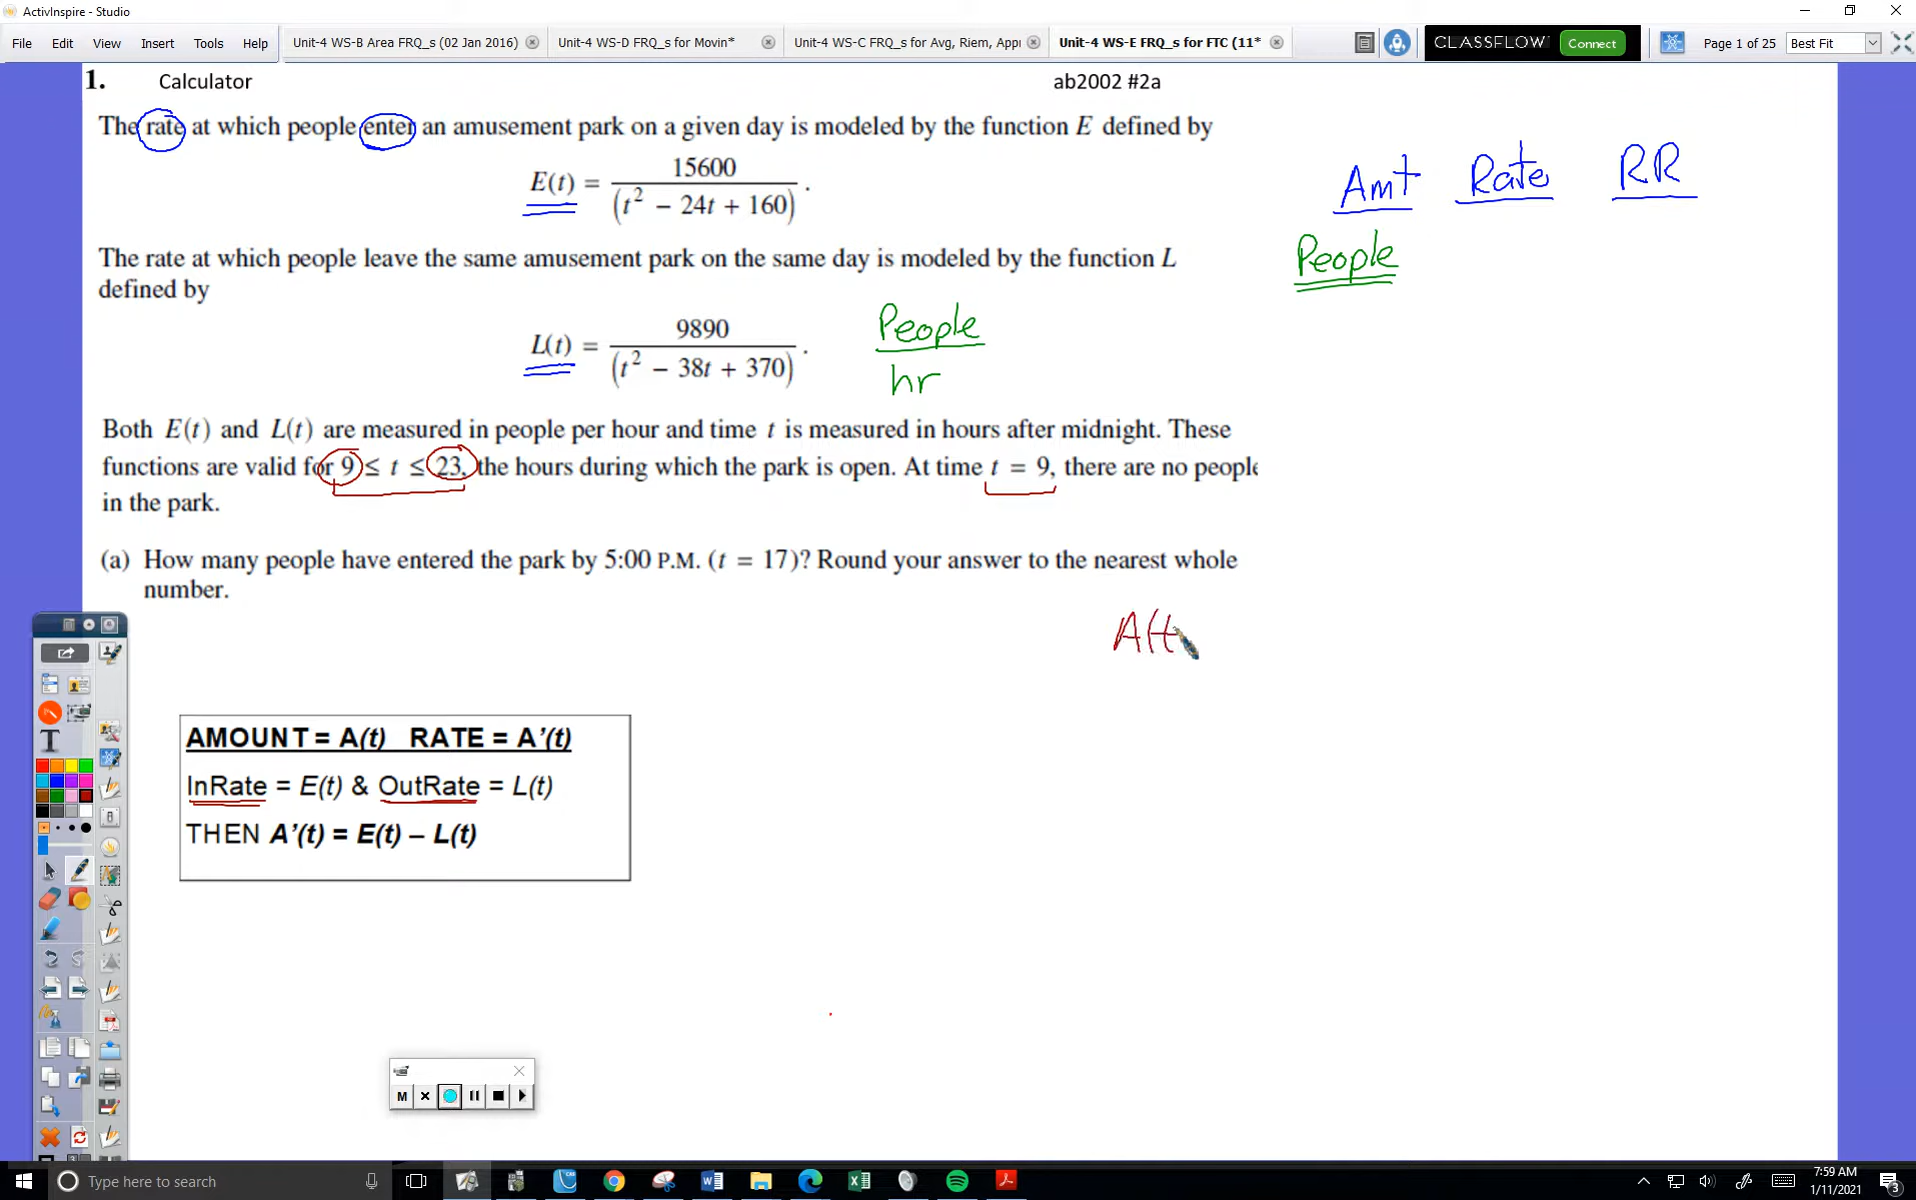 ActivInspire - Studio
File Edit View Insert Tools Help
Unit-4 WS-B Area FRQ_s (02 Jan 2016)
Unit-4 WS-D FRQ_s for Movin*
Unit-4 WS-C FRQ_s for Avg, Riem, Appr
Unit-4 WS-E FRQ_s for FTC (11*
CLASSFLOW Connect
Page 1 of 25
Best Fit
1. Calculator ab2002 #2a
The rate at which people enter an amusement park on a given day is modeled by the function E defined by
E(t) = 15600 / (t² − 24t + 160) .
Amt Rate RR
The rate at which people leave the same amusement park on the same day is modeled by the function L
People
defined by
L(t) = 9890 / (t² − 38t + 370) .
People
hr
Both E(t) and L(t) are measured in people per hour and time t is measured in hours after midnight. These
functions are valid for 9 ≤ t ≤ 23, the hours during which the park is open. At time t = 9, there are no people
in the park.
(a) How many people have entered the park by 5:00 P.M. (t = 17)? Round your answer to the nearest whole
number.
A(t
AMOUNT = A(t) RATE = A’(t)
InRate = E(t) & OutRate = L(t)
THEN A’(t) = E(t) – L(t)
T
M
Type here to search
7:59 AM
1/11/2021
3